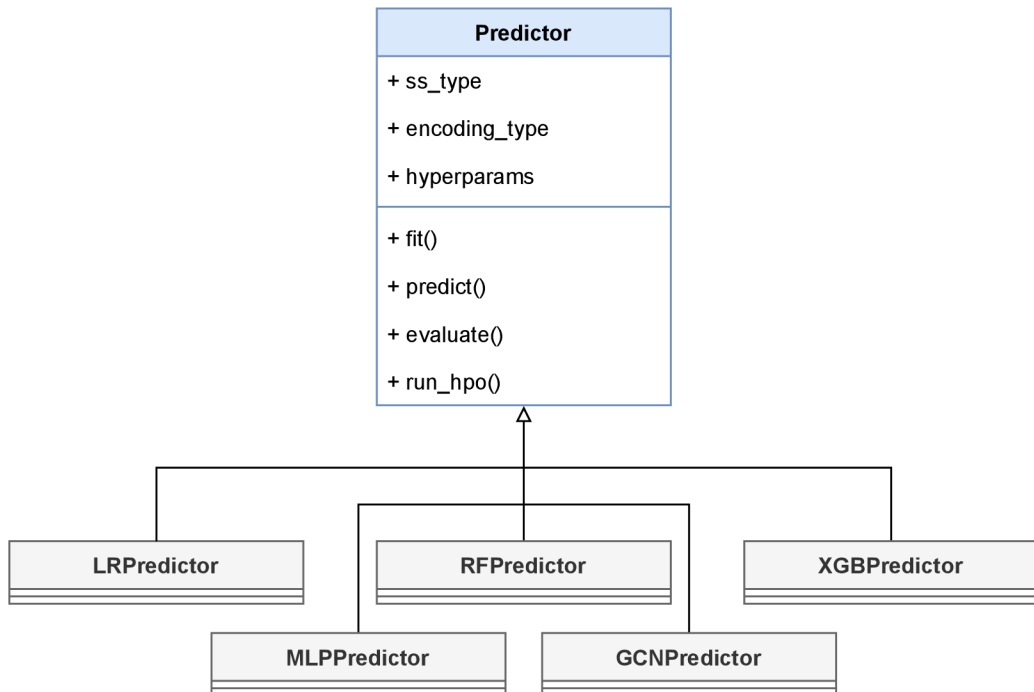 Predictor
+ ss_type
+ encoding_type
+ hyperparams
+ fit()
+ predict()
+ evaluate()
+ run_hpo()
LRPredictor
RFPredictor
XGBPredictor
MLPPredictor
GCNPredictor